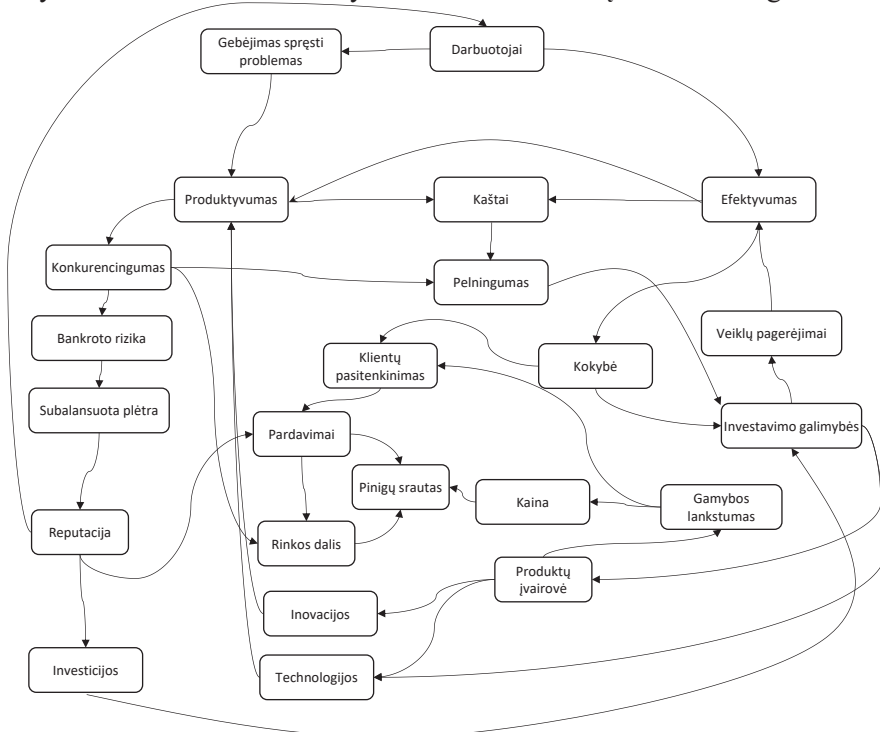 Gebėjimas spręsti
problemas
Darbuotojai
Produktyvumas
Kaštai
Efektyvumas
Konkurencingumas
Pelningumas
Bankroto rizika
Klientų
pasitenkinimas
Kokybė
Veiklų pagerėjimai
Subalansuota plėtra
Pardavimai
Investavimo galimybės
Pinigų srautas
Kaina
Gamybos
lankstumas
Reputacija
Rinkos dalis
Produktų
įvairovė
Inovacijos
Investicijos
Technologijos